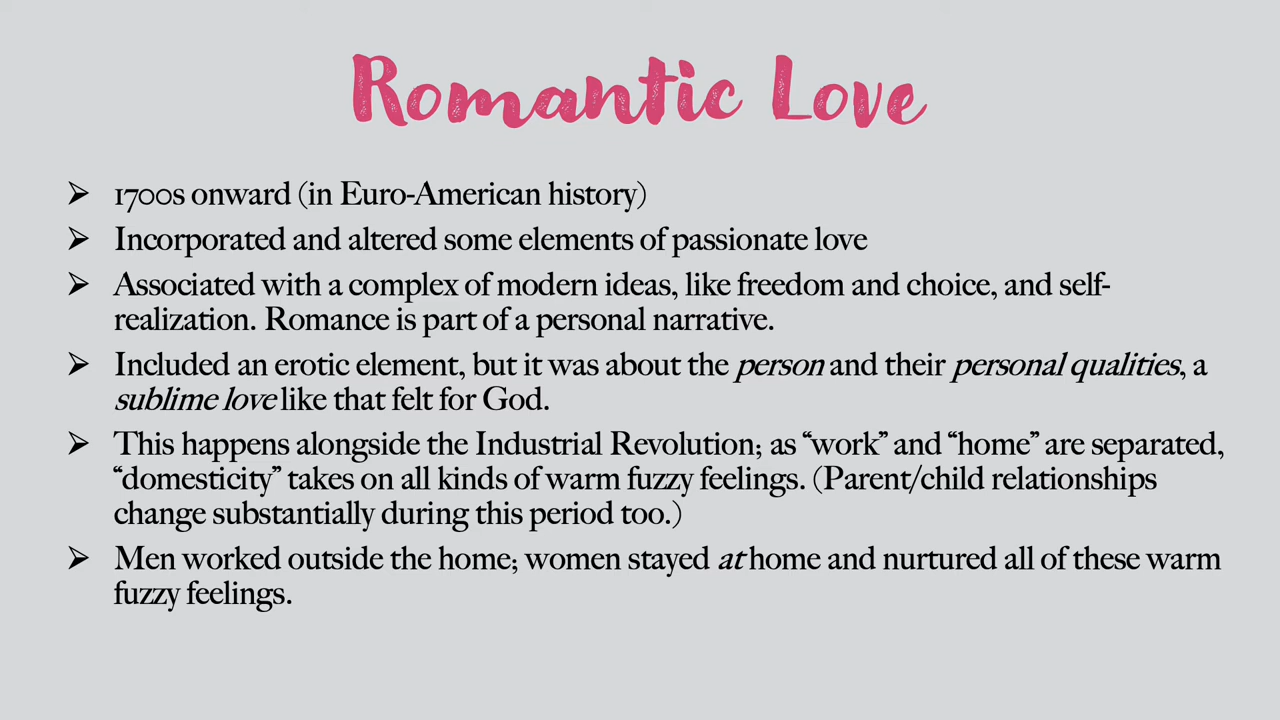 Romantic Love
➢ 1700s onward (in Euro-American history)
➢ Incorporated and altered some elements of passionate love
➢ Associated with a complex of modern ideas, like freedom and choice, and self-
realization. Romance is part of a personal narrative.
➢ Included an erotic element, but it was about the person and their personal qualities, a
sublime love like that felt for God.
➢ This happens alongside the Industrial Revolution; as “work” and “home” are separated,
“domesticity” takes on all kinds of warm fuzzy feelings. (Parent/child relationships
change substantially during this period too.)
➢ Men worked outside the home; women stayed at home and nurtured all of these warm
fuzzy feelings.